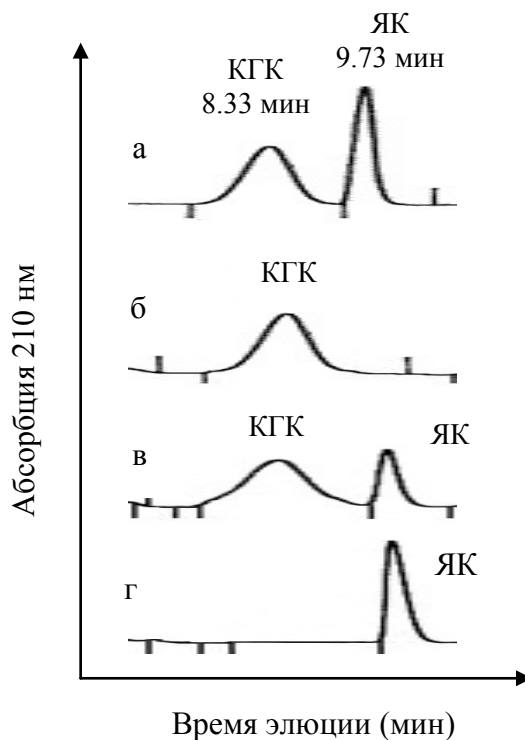 ЯК
9.73 мин
КГК
8.33 мин
а
КГК
б
КГК
ЯК
в
ЯК
г
Абсорбция 210 нм
Время элюции (мин)